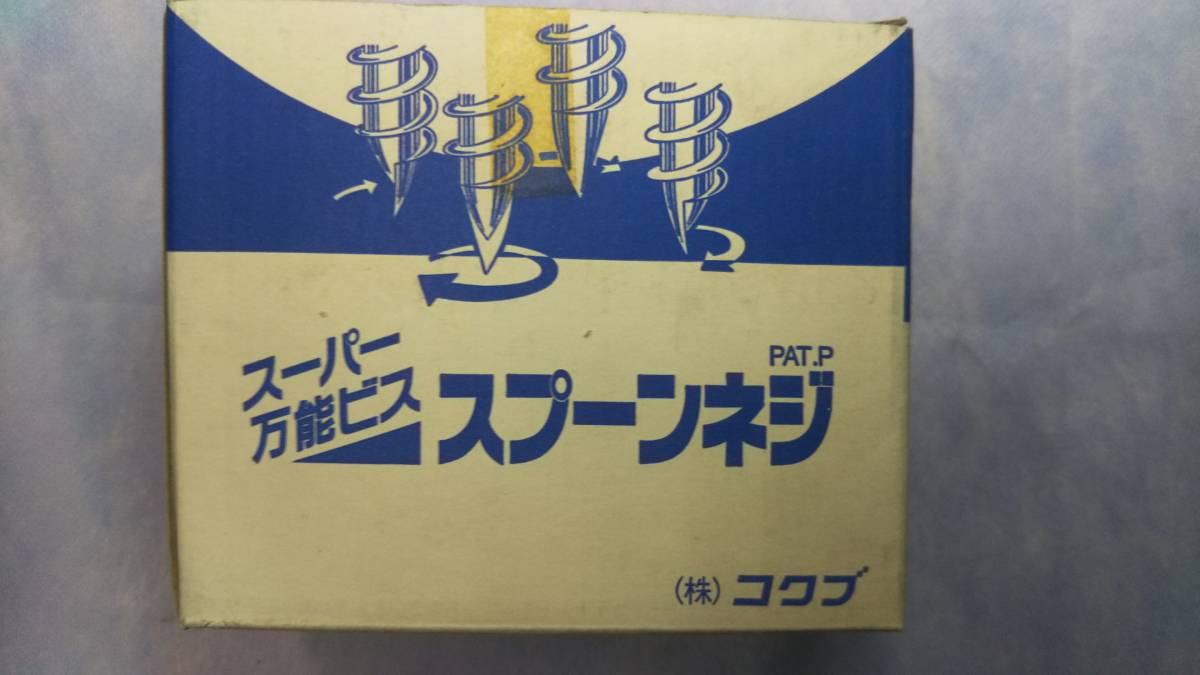 スーパー
万能ビス
PAT.P
スプーンネジ
(株)コクブ